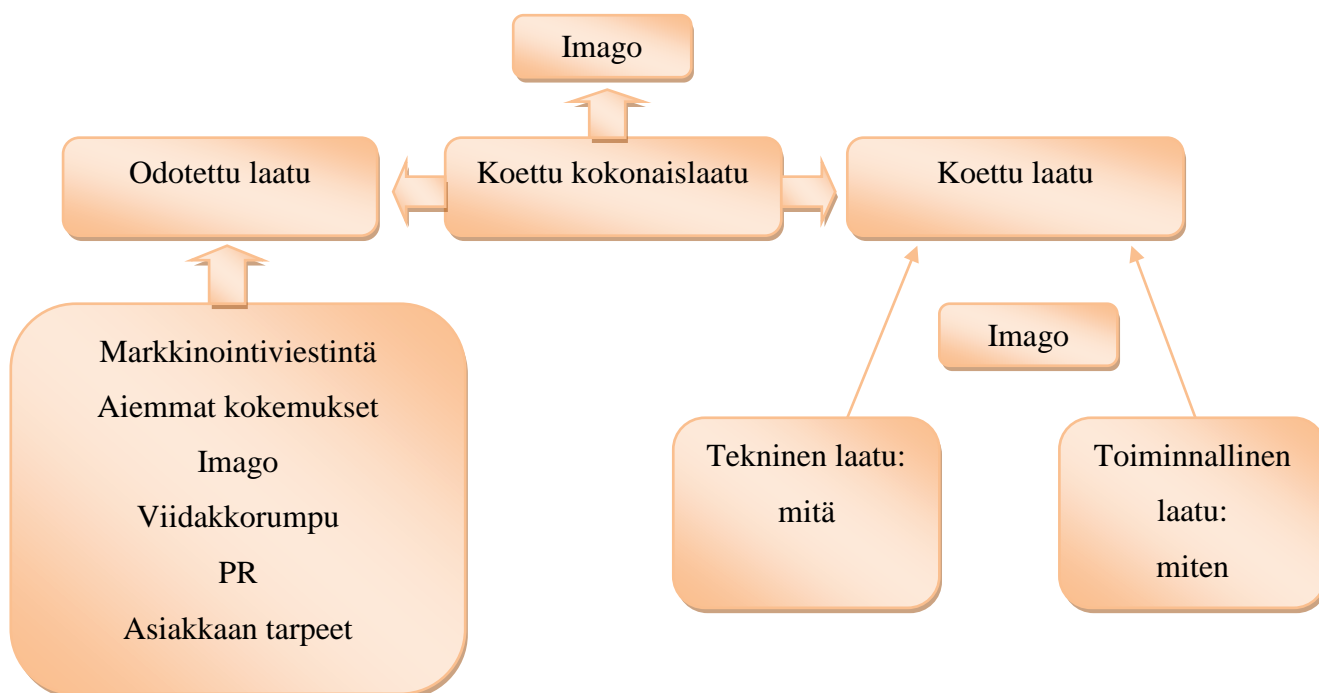 Imago
Odotettu laatu
Koettu kokonaislaatu
Koettu laatu
Markkinointiviestintä
Aiemmat kokemukset
Imago
Viidakkorumpu
PR
Asiakkaan tarpeet
Imago
Tekninen laatu:
mitä
Toiminnallinen
laatu:
miten